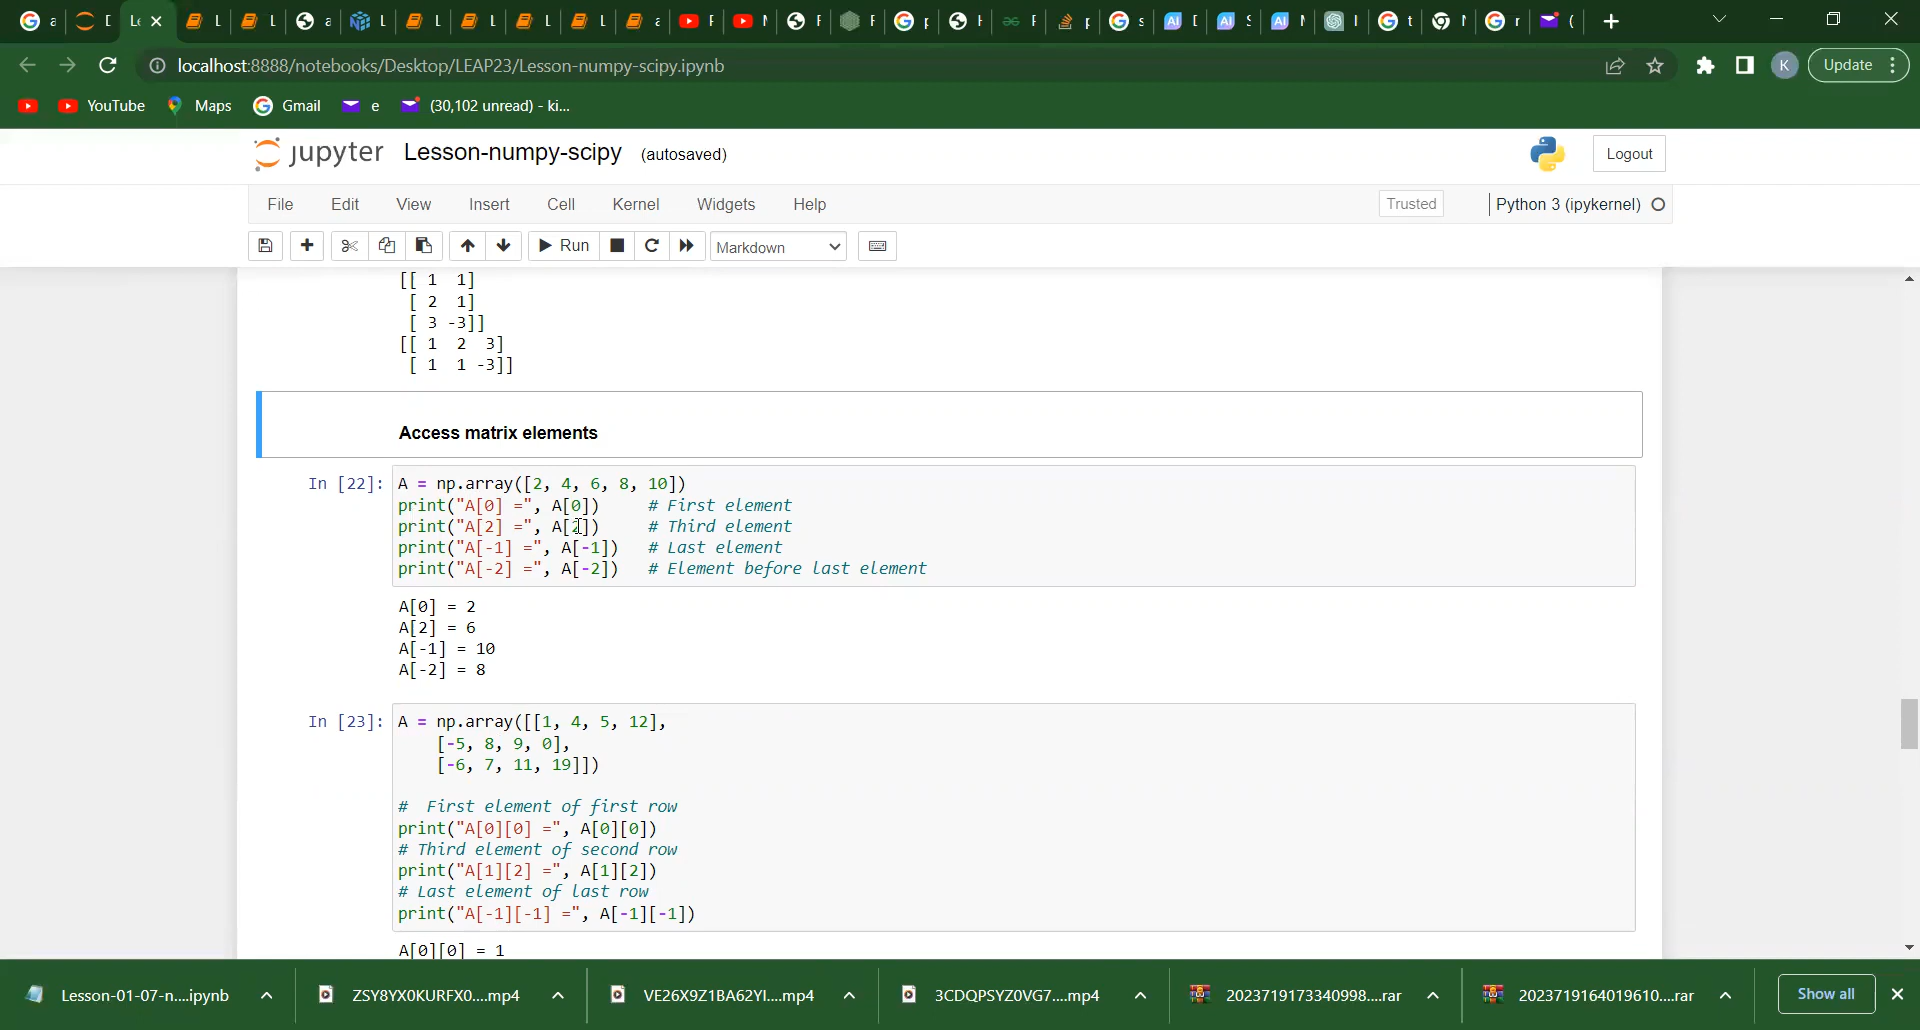 localhost:8888/notebooks/Desktop/LEAP23/Lesson-numpy-scipy.ipynb
K
Update
YouTube
Maps
Gmail
e
(30,102 unread) - ki...
jupyter Lesson-numpy-scipy (autosaved)
Logout
File Edit View Insert Cell Kernel Widgets Help
Trusted
Python 3 (ipykernel)
Run
Markdown
[[ 1 1]
[ 2 1]
[ 3 -3]]
[[ 1 2 3]
[ 1 1 -3]]
Access matrix elements
In [22]: A = np.array([2, 4, 6, 8, 10])
print("A[0] =", A[0]) # First element
print("A[2] =", A[2]) # Third element
print("A[-1] =", A[-1]) # Last element
print("A[-2] =", A[-2]) # Element before last element
A[0] = 2
A[2] = 6
A[-1] = 10
A[-2] = 8
In [23]: A = np.array([[1, 4, 5, 12],
[-5, 8, 9, 0],
[-6, 7, 11, 19]])
# First element of first row
print("A[0][0] =", A[0][0])
# Third element of second row
print("A[1][2] =", A[1][2])
# Last element of last row
print("A[-1][-1] =", A[-1][-1])
A[0][0] = 1
Lesson-01-07-n....ipynb
ZSY8YX0KURFX0....mp4
VE26X9Z1BA62YI....mp4
3CDQPSYZ0VG7....mp4
2023719173340998....rar
2023719164019610....rar
Show all